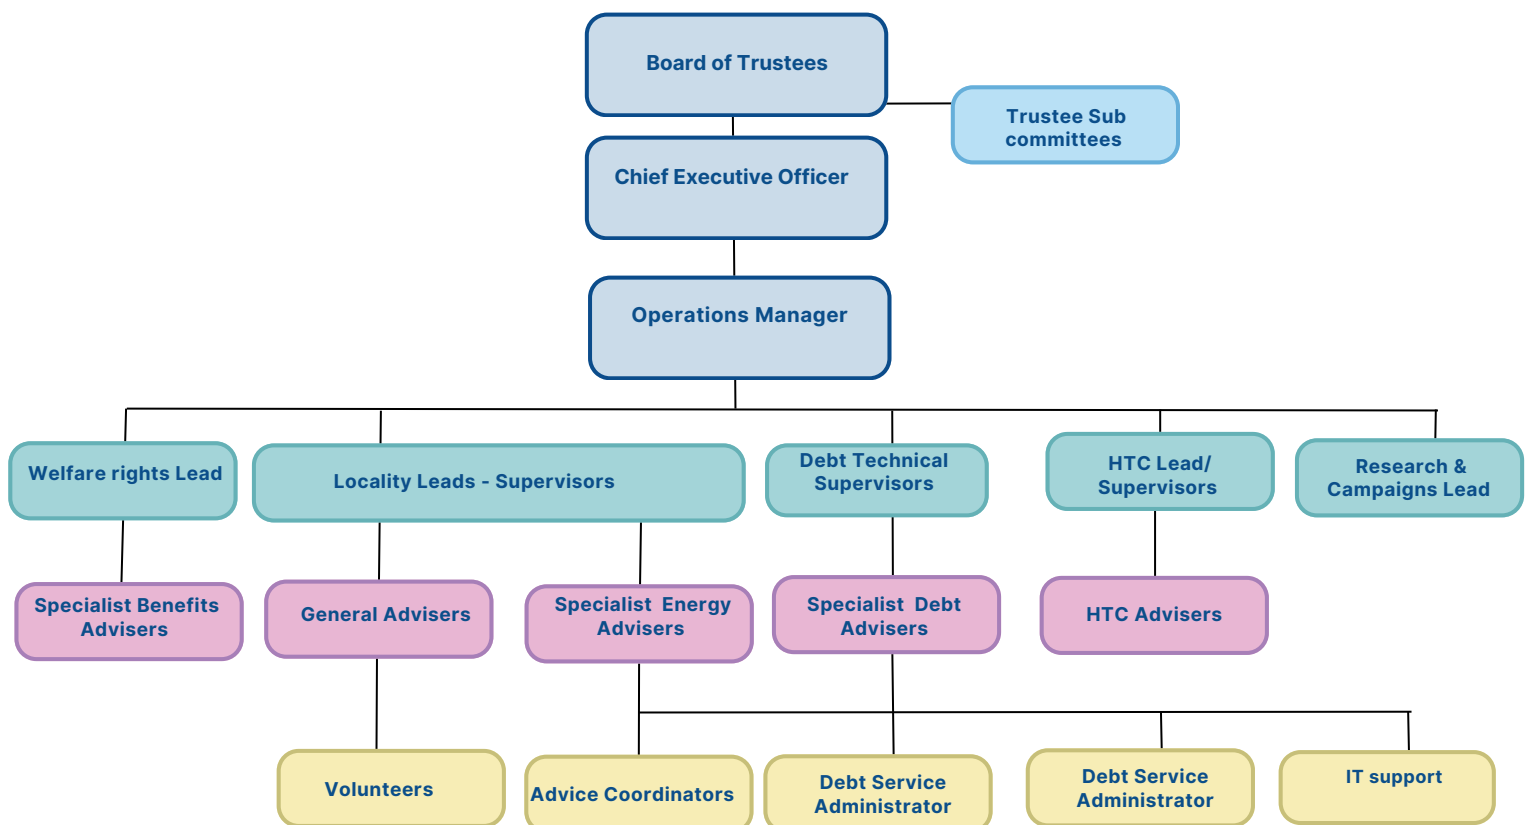 Board of Trustees
Trustee Sub
committees
Chief Executive Officer
Operations Manager
Welfare rights Lead
Locality Leads - Supervisors
Debt Technical
Supervisors
HTC Lead/
Supervisors
Research &
Campaigns Lead
Specialist Benefits
Advisers
General Advisers
Specialist  Energy
Advisers
Specialist  Debt
Advisers
HTC Advisers
Volunteers
Advice Coordinators
Debt Service
Administrator
Debt Service
Administrator
IT support